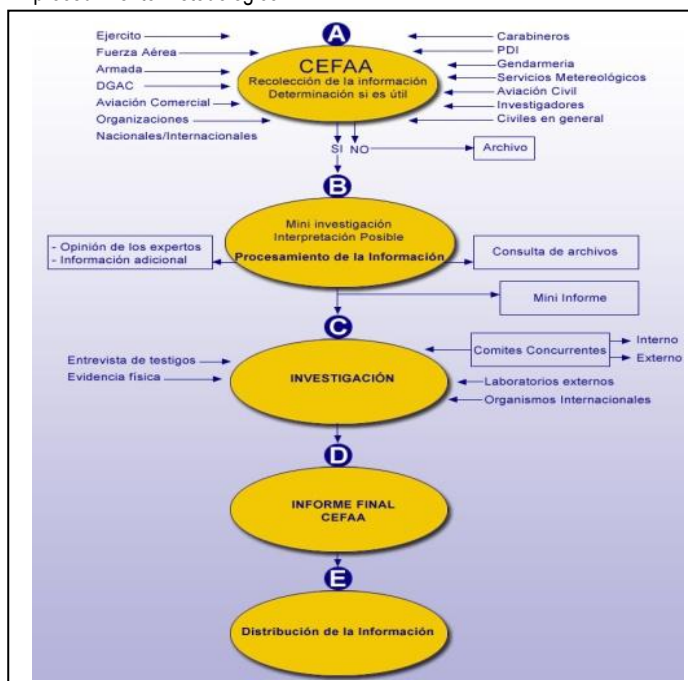 A
Ejercito
Fuerza Aérea
Armada
DGAC
Aviación Comercial
Organizaciones
Nacionales/Internacionales
CEFAA
Recolección de la información
Determinación si es útil
Carabineros
PDI
Gendarmeria
Servicios Metereológicos
Aviación Civil
Investigadores
Civiles en general
SI NO
Archivo
B
Mini investigación
Interpretación Posible
Procesamiento de la Información
- Opinión de los expertos
- Información adicional
Consulta de archivos
Mini Informe
C
Entrevista de testigos
Evidencia física
INVESTIGACIÓN
Comites Concurrentes
Interno
Externo
Laboratorios externos
Organismos Internacionales
D
INFORME FINAL
CEFAA
E
Distribución de la Información